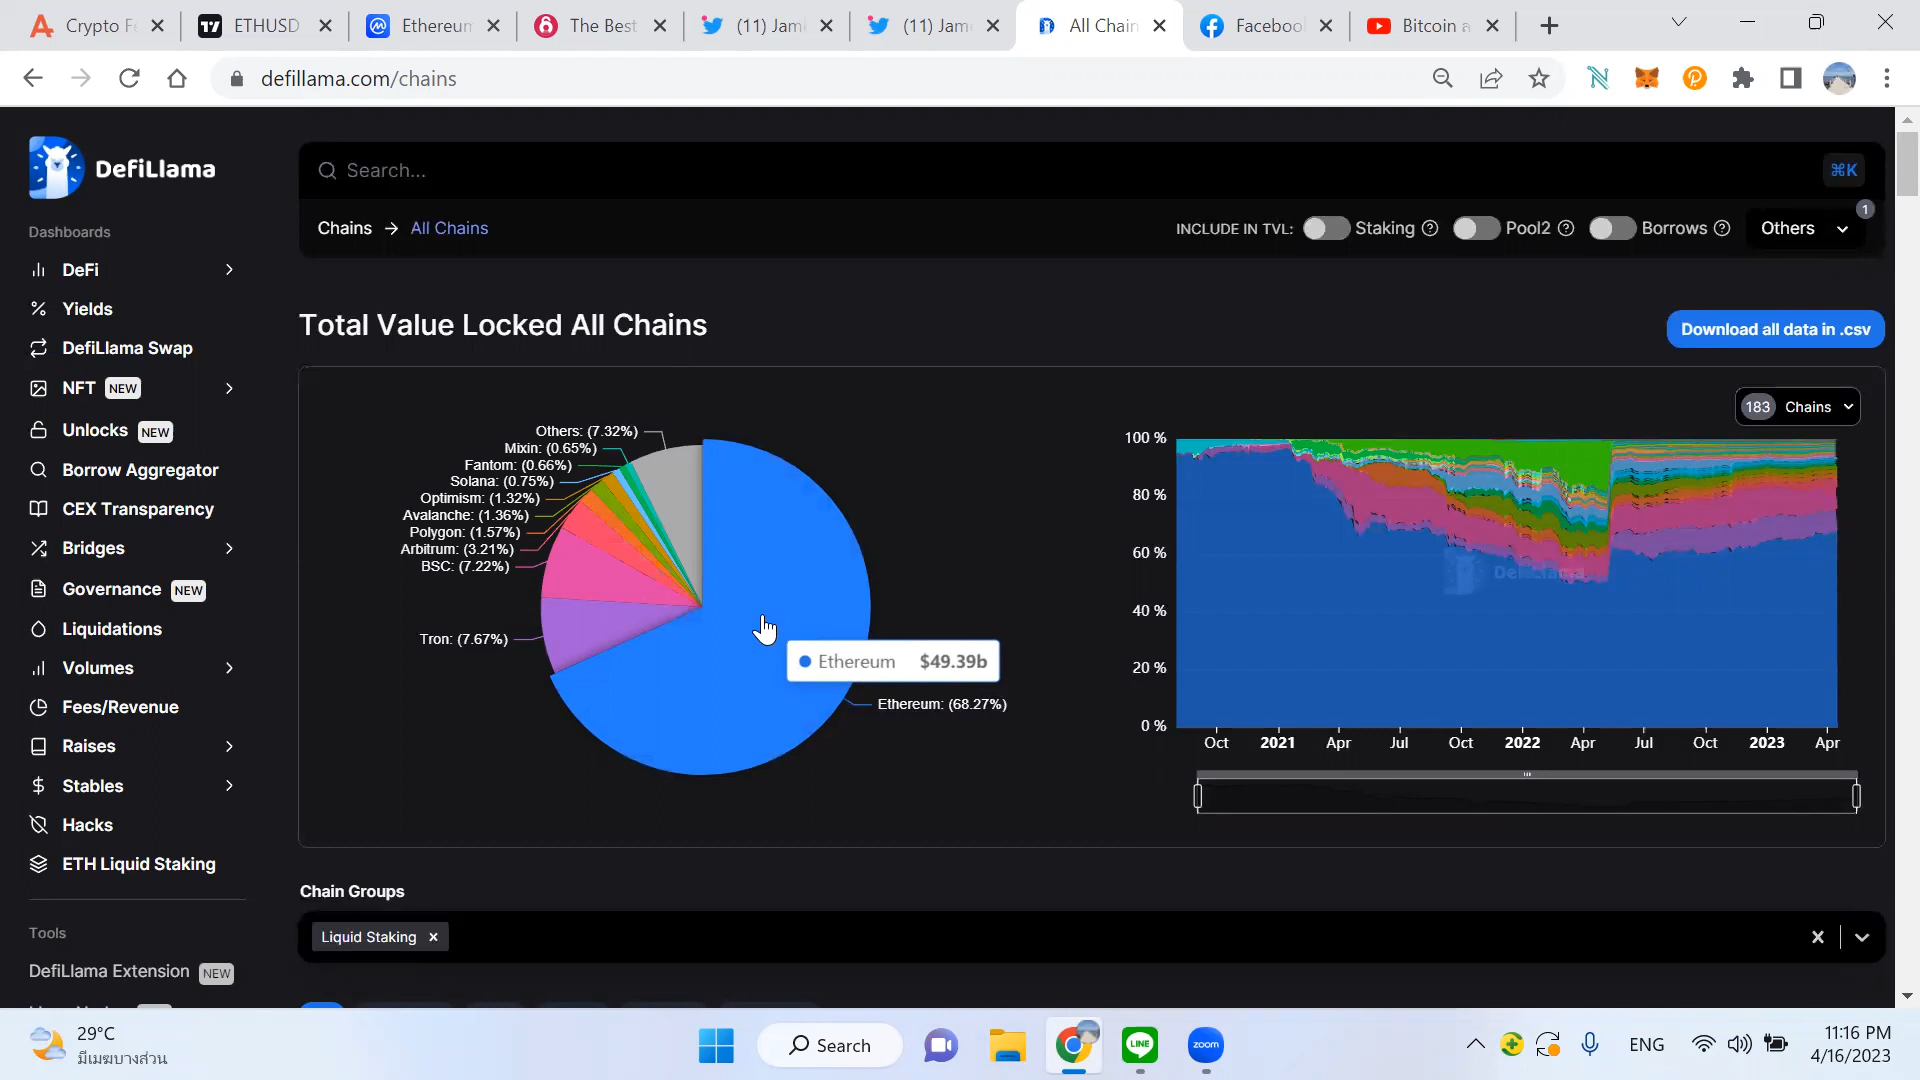 Crypto Fe
ETHUSD
Ethereum
The Best
(11) Jam
(11) Jam
All Chain
Facebook
Bitcoin a
defillama.com/chains
DefiLlama
Search...
⌘K
Chains → All Chains
INCLUDE IN TVL: Staking Pool2 Borrows Others 1
Dashboards
DeFi
Yields
DefiLlama Swap
NFT NEW
Unlocks NEW
Borrow Aggregator
CEX Transparency
Bridges
Governance NEW
Liquidations
Volumes
Fees/Revenue
Raises
Stables
Hacks
ETH Liquid Staking
Tools
DefiLlama Extension NEW
Total Value Locked All Chains
Download all data in .csv
Others: (7.32%)
Mixin: (0.65%)
Fantom: (0.66%)
Solana: (0.75%)
Optimism: (1.32%)
Avalanche: (1.36%)
Polygon: (1.57%)
Arbitrum: (3.21%)
BSC: (7.22%)
Tron: (7.67%)
Ethereum $49.39b
Ethereum: (68.27%)
183 Chains
100 %
80 %
60 %
40 %
20 %
0 %
DefiLlama
Oct 2021 Apr Jul Oct 2022 Apr Jul Oct 2023 Apr
Chain Groups
Liquid Staking
29°C
มีเมฆบางส่วน
Search
LINE
zoom
ENG
11:16 PM
4/16/2023